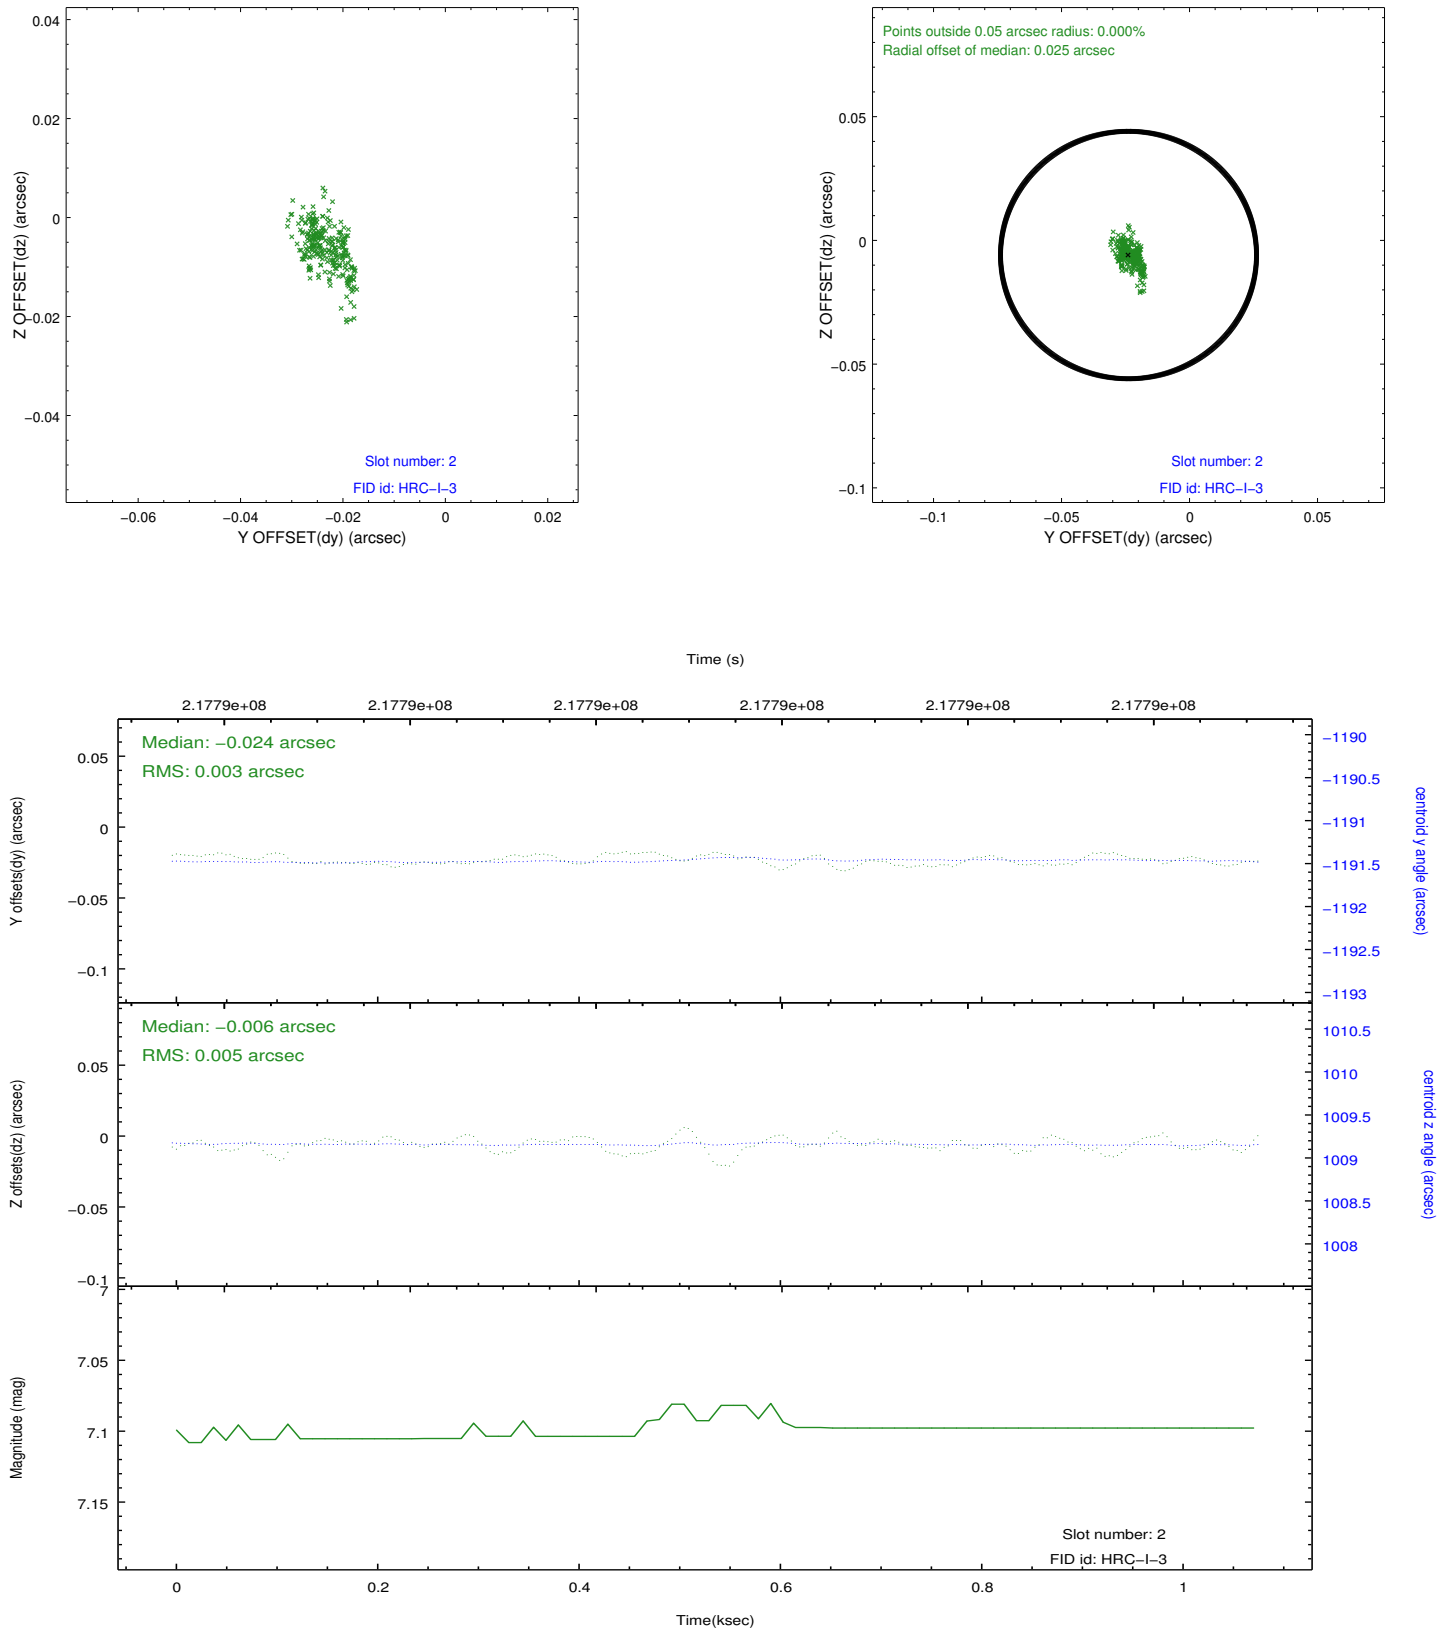 0.04
0.02
0
−0.02
−0.04
Z OFFSET(dz) (arcsec)
Slot number: 2
FID id: HRC−I−3
−0.06
−0.04
−0.02
0
0.02
Y OFFSET(dy) (arcsec)
Points outside 0.05 arcsec radius: 0.000%
Radial offset of median: 0.025 arcsec
0.05
0
−0.05
−0.1
Z OFFSET(dz) (arcsec)
Slot number: 2
FID id: HRC−I−3
−0.1
−0.05
0
0.05
Y OFFSET(dy) (arcsec)
Time (s)
2.1779e+08
2.1779e+08
2.1779e+08
2.1779e+08
2.1779e+08
2.1779e+08
Median: −0.024 arcsec
RMS: 0.003 arcsec
0.05
0
−0.05
−0.1
Y offsets(dy) (arcsec)
−1190
−1190.5
−1191
−1191.5
−1192
−1192.5
−1193
centroid y angle (arcsec)
Median: −0.006 arcsec
RMS: 0.005 arcsec
0.05
0
−0.05
−0.1
Z offsets(dz) (arcsec)
1010.5
1010
1009.5
1009
1008.5
1008
centroid z angle (arcsec)
7
7.05
7.1
7.15
Magnitude (mag)
Slot number: 2
FID id: HRC−I−3
0
0.2
0.4
0.6
0.8
1
Time(ksec)